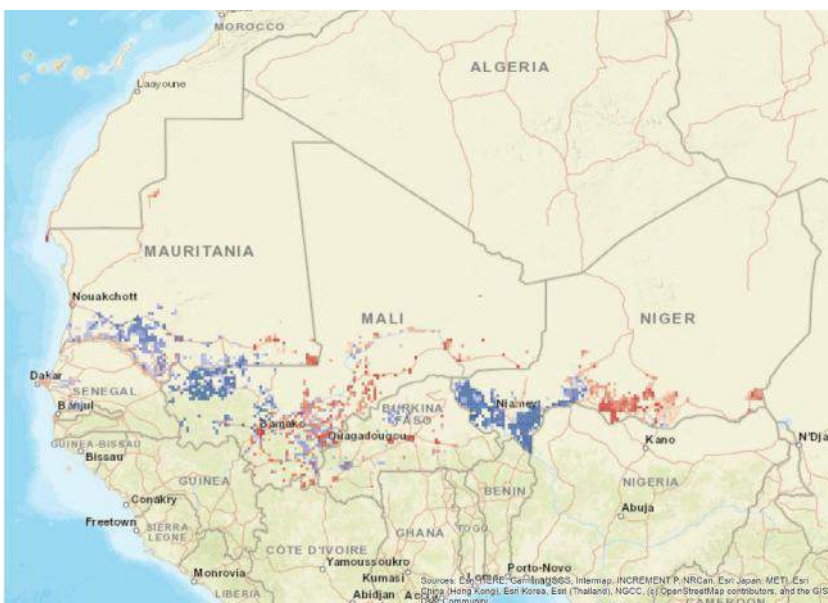 MOROCCO
ALGERIA
Laayoune
MAURITANIA
Nouakchott
MALI
NIGER
Dakar
SENEGAL
Banjul
Bamako
BURKINA
FASO
Niamey
Ouagadougou
GUINEA-BISSAU
Bissau
Kano
N'Dja
GUINEA
BENIN
NIGERIA
Conakry
Abuja
Freetown
SIERRA
LEONE
GHANA
TOGO
CÔTE D'IVOIRE
Yamoussoukro
Porto-Novo
Monrovia
Kumasi
LIBERIA
Abidjan
CAMEROON
Sources: Esri, HERE, Garmin, USGS, Intermap, INCREMENT P, NRCan, Esri Japan, METI, Esri
China (Hong Kong), Esri Korea, Esri (Thailand), NGCC, (c) OpenStreetMap contributors, and the GIS
User Community